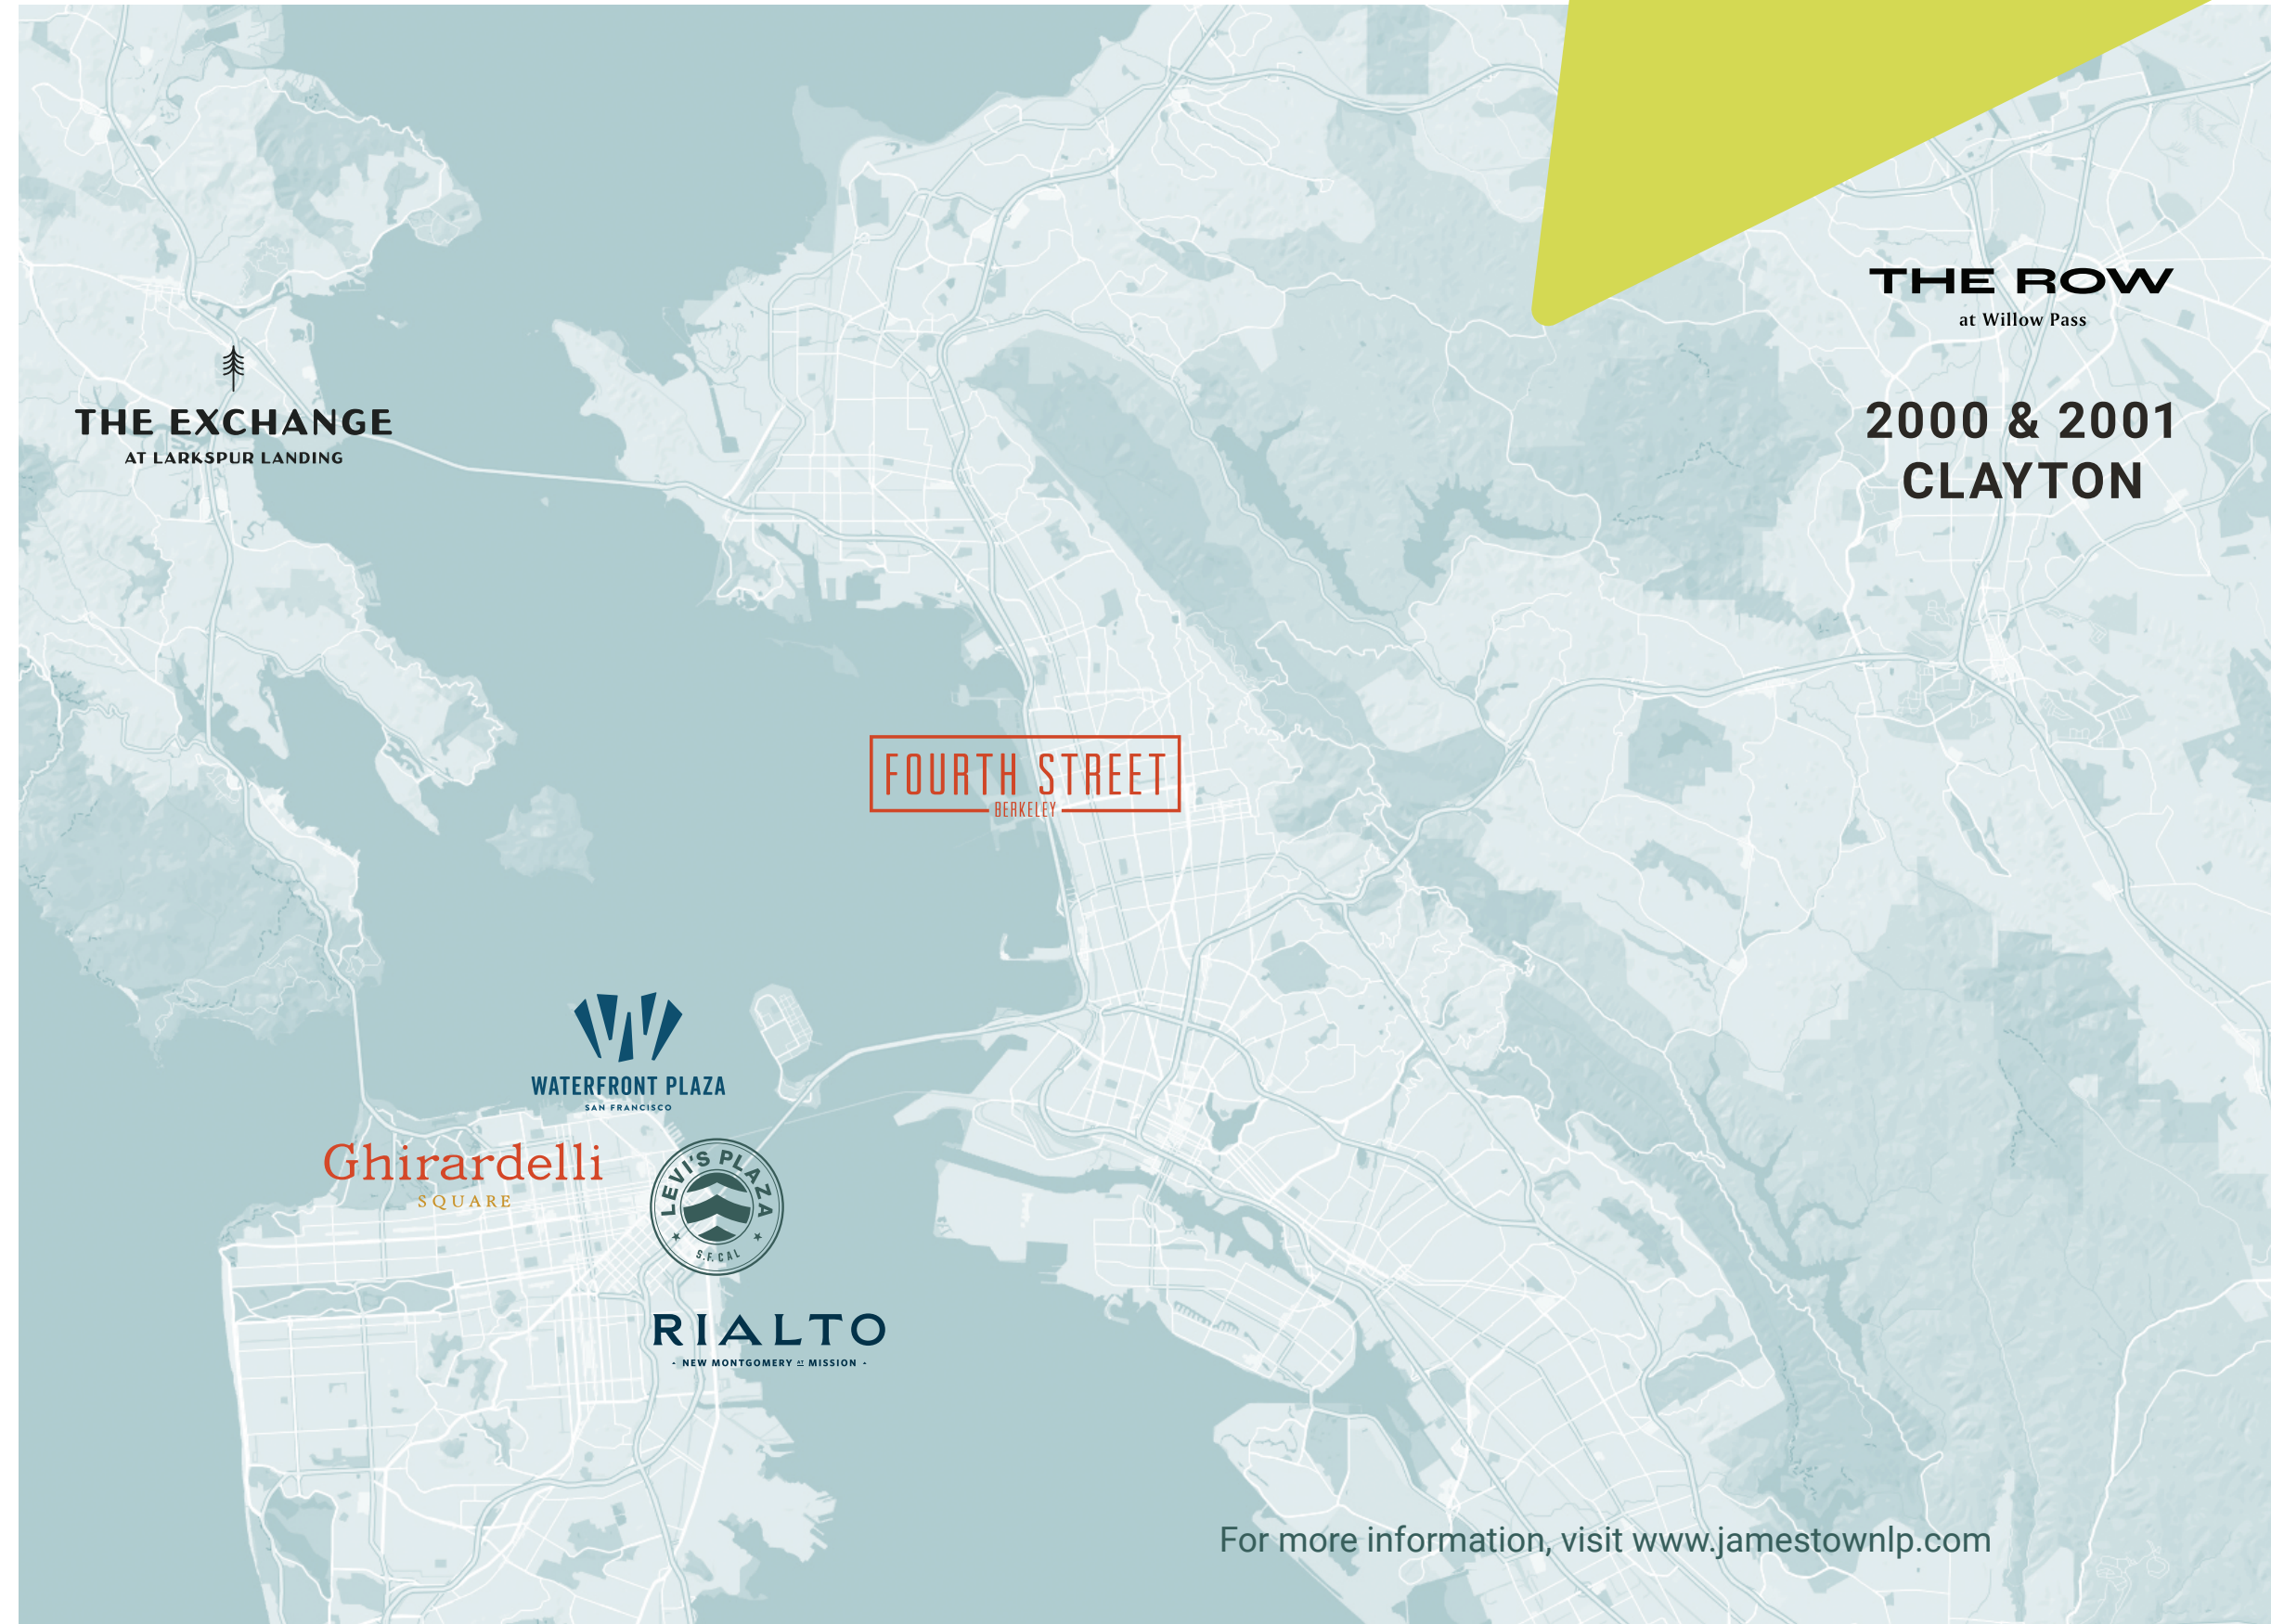 THE ROW
at Willow Pass
2000 & 2001
CLAYTON
THE EXCHANGE
AT LARKSPUR LANDING
FOURTH STREET
BERKELEY
WATERFRONT PLAZA
SAN FRANCISCO
Ghirardelli
SQUARE
LEVI'S PLAZA
S.F. CAL
RIALTO
NEW MONTGOMERY AT MISSION
For more information, visit www.jamestownlp.com